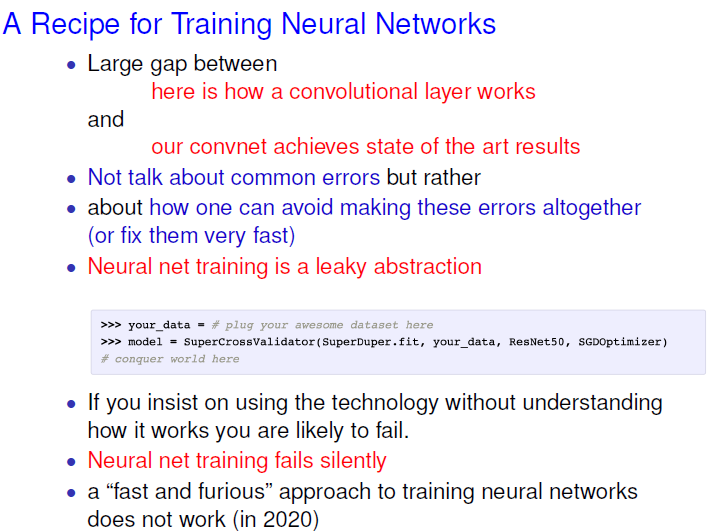 A Recipe for Training Neural Networks
• Large gap between
here is how a convolutional layer works
and
our convnet achieves state of the art results
• Not talk about common errors but rather
• about how one can avoid making these errors altogether
(or fix them very fast)
• Neural net training is a leaky abstraction
>>> your_data = # plug your awesome dataset here
>>> model = SuperCrossValidator(SuperDuper.fit, your_data, ResNet50, SGDOptimizer)
# conquer world here
• If you insist on using the technology without understanding
how it works you are likely to fail.
• Neural net training fails silently
• a “fast and furious” approach to training neural networks
does not work (in 2020)